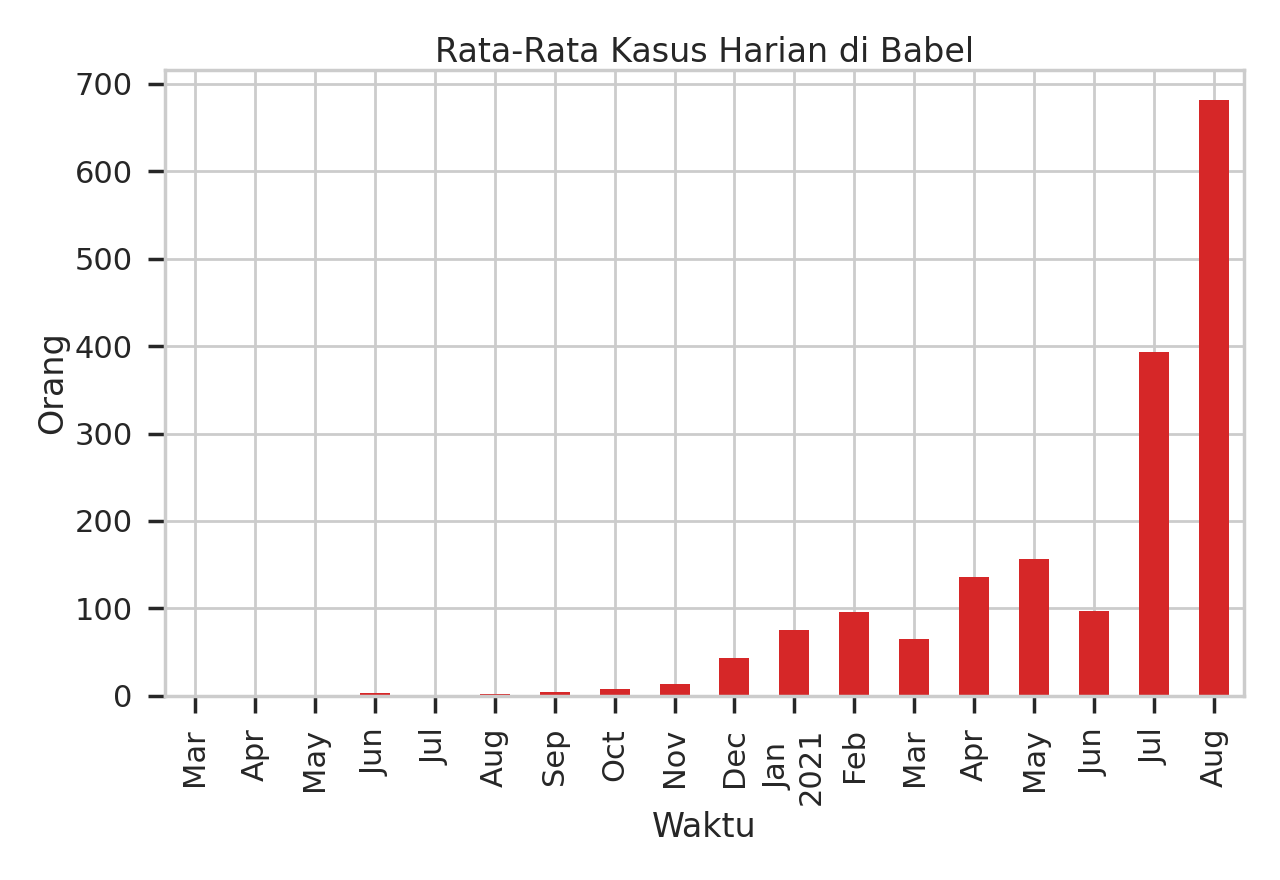 Rata-Rata Kasus Harian di Babel
Orang
700
600
500
400
300
200
100
0
Mar
Apr
May
Jun
Jul
Aug
Sep
Oct
Nov
Dec
Jan
2021
Feb
Mar
Apr
May
Jun
Jul
Aug
Waktu